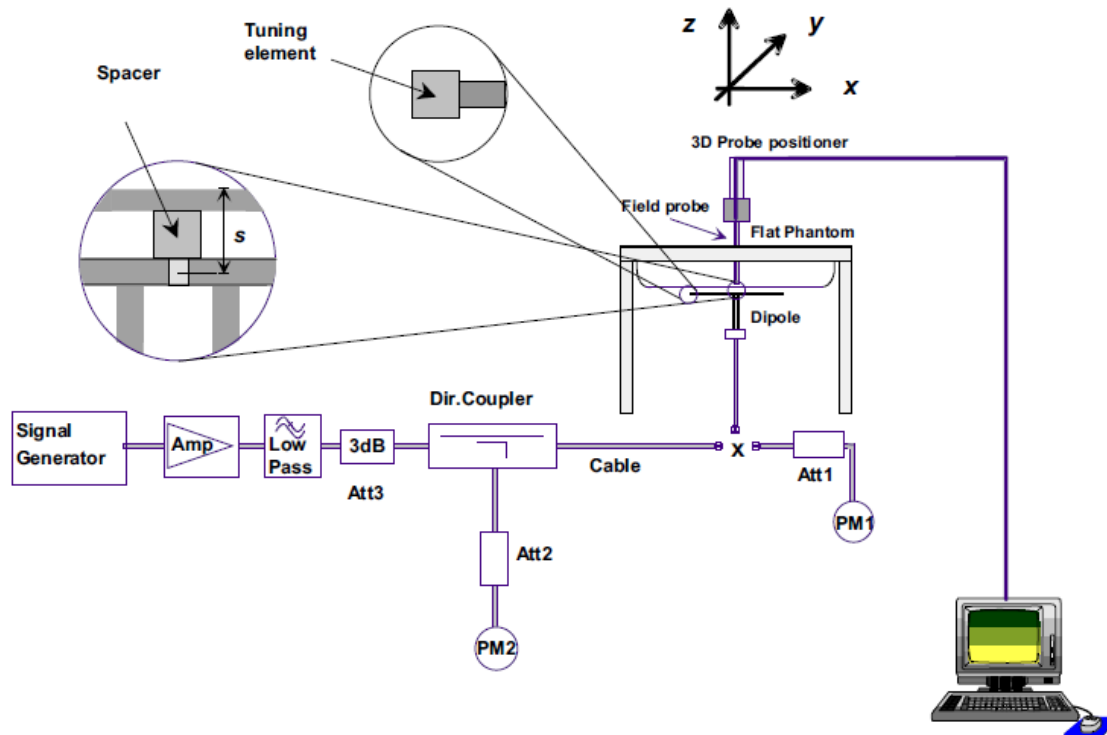 Tuning
element
Spacer
s
z
y
x
3D Probe positioner
Field probe
Flat Phantom
Dipole
Dir.Coupler
Signal
Generator
Amp
Low
Pass
3dB
Att3
Cable
X
Att1
PM1
Att2
PM2